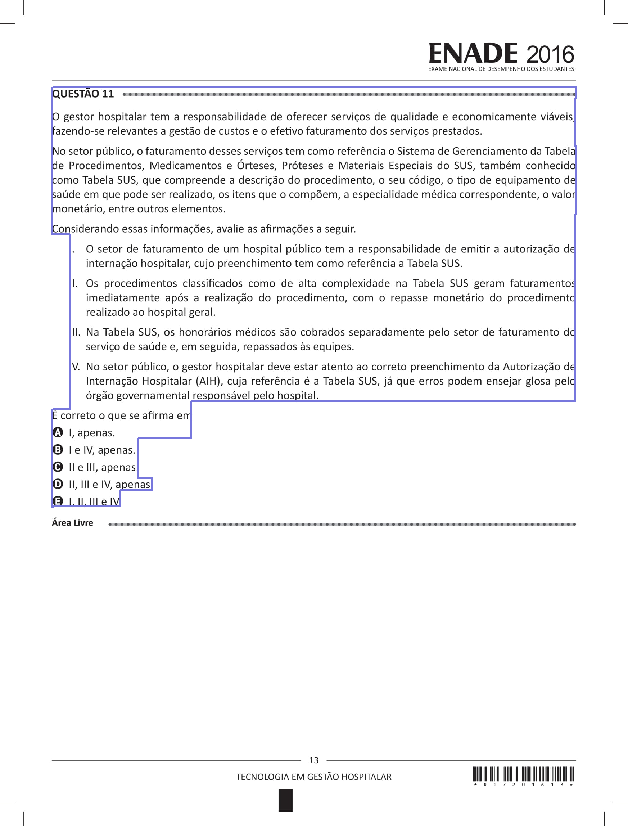 ENADE 2016
EXAME NACIONAL DE DESEMPENHO DOS ESTUDANTES
QUESTÃO 11
O gestor hospitalar tem a responsabilidade de oferecer serviços de qualidade e economicamente viáveis,
fazendo-se relevantes a gestão de custos e o efetivo faturamento dos serviços prestados.
No setor público, o faturamento desses serviços tem como referência o Sistema de Gerenciamento da Tabela
de Procedimentos, Medicamentos e Órteses, Próteses e Materiais Especiais do SUS, também conhecido
como Tabela SUS, que compreende a descrição do procedimento, o seu código, o tipo de equipamento de
saúde em que pode ser realizado, os itens que o compõem, a especialidade médica correspondente, o valor
monetário, entre outros elementos.
Considerando essas informações, avalie as afirmações a seguir.
I. O setor de faturamento de um hospital público tem a responsabilidade de emitir a autorização de
internação hospitalar, cujo preenchimento tem como referência a Tabela SUS.
II. Os procedimentos classificados como de alta complexidade na Tabela SUS geram faturamentos
imediatamente após a realização do procedimento, com o repasse monetário do procedimento
realizado ao hospital geral.
III. Na Tabela SUS, os honorários médicos são cobrados separadamente pelo setor de faturamento do
serviço de saúde e, em seguida, repassados às equipes.
IV. No setor público, o gestor hospitalar deve estar atento ao correto preenchimento da Autorização de
Internação Hospitalar (AIH), cuja referência é a Tabela SUS, já que erros podem ensejar glosa pelo
órgão governamental responsável pelo hospital.
É correto o que se afirma em
A I, apenas.
B I e IV, apenas.
C II e III, apenas.
D II, III e IV, apenas.
E I, II, III e IV.
Área Livre
13
TECNOLOGIA EM GESTÃO HOSPITALAR